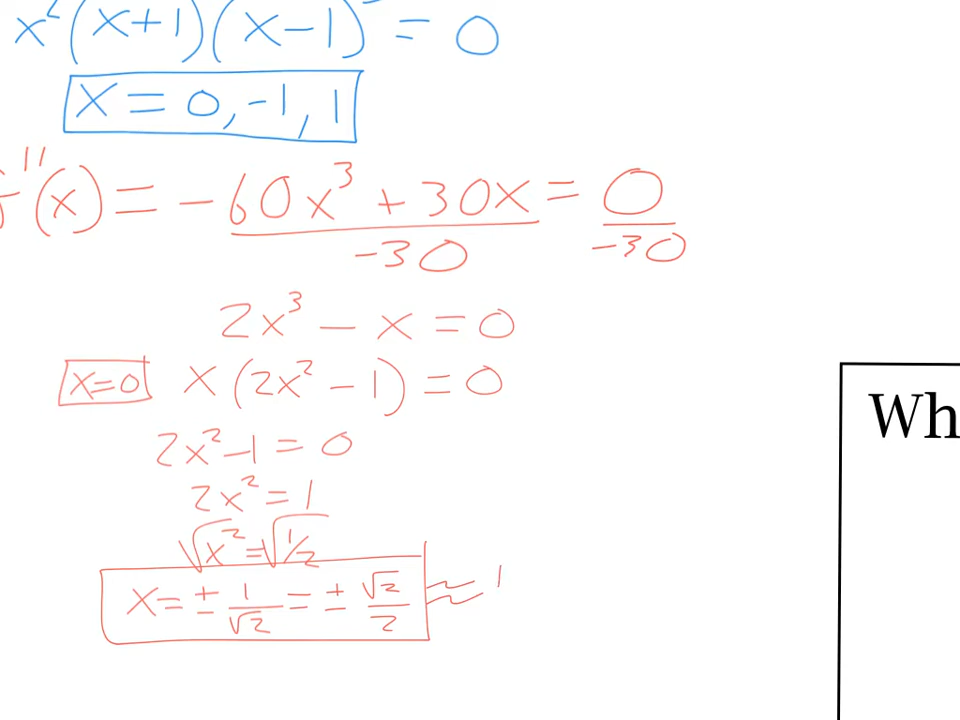 x²(x+1)(x-1) = 0
x = 0, -1, 1
f''(x) = -60x³ + 30x = 0
-30 -30
2x³ - x = 0
x=0 x(2x² - 1) = 0
2x² - 1 = 0
2x² = 1
√x² = √1/2
x = ± 1/√2 = ± √2/2 ≈ 1
Wh